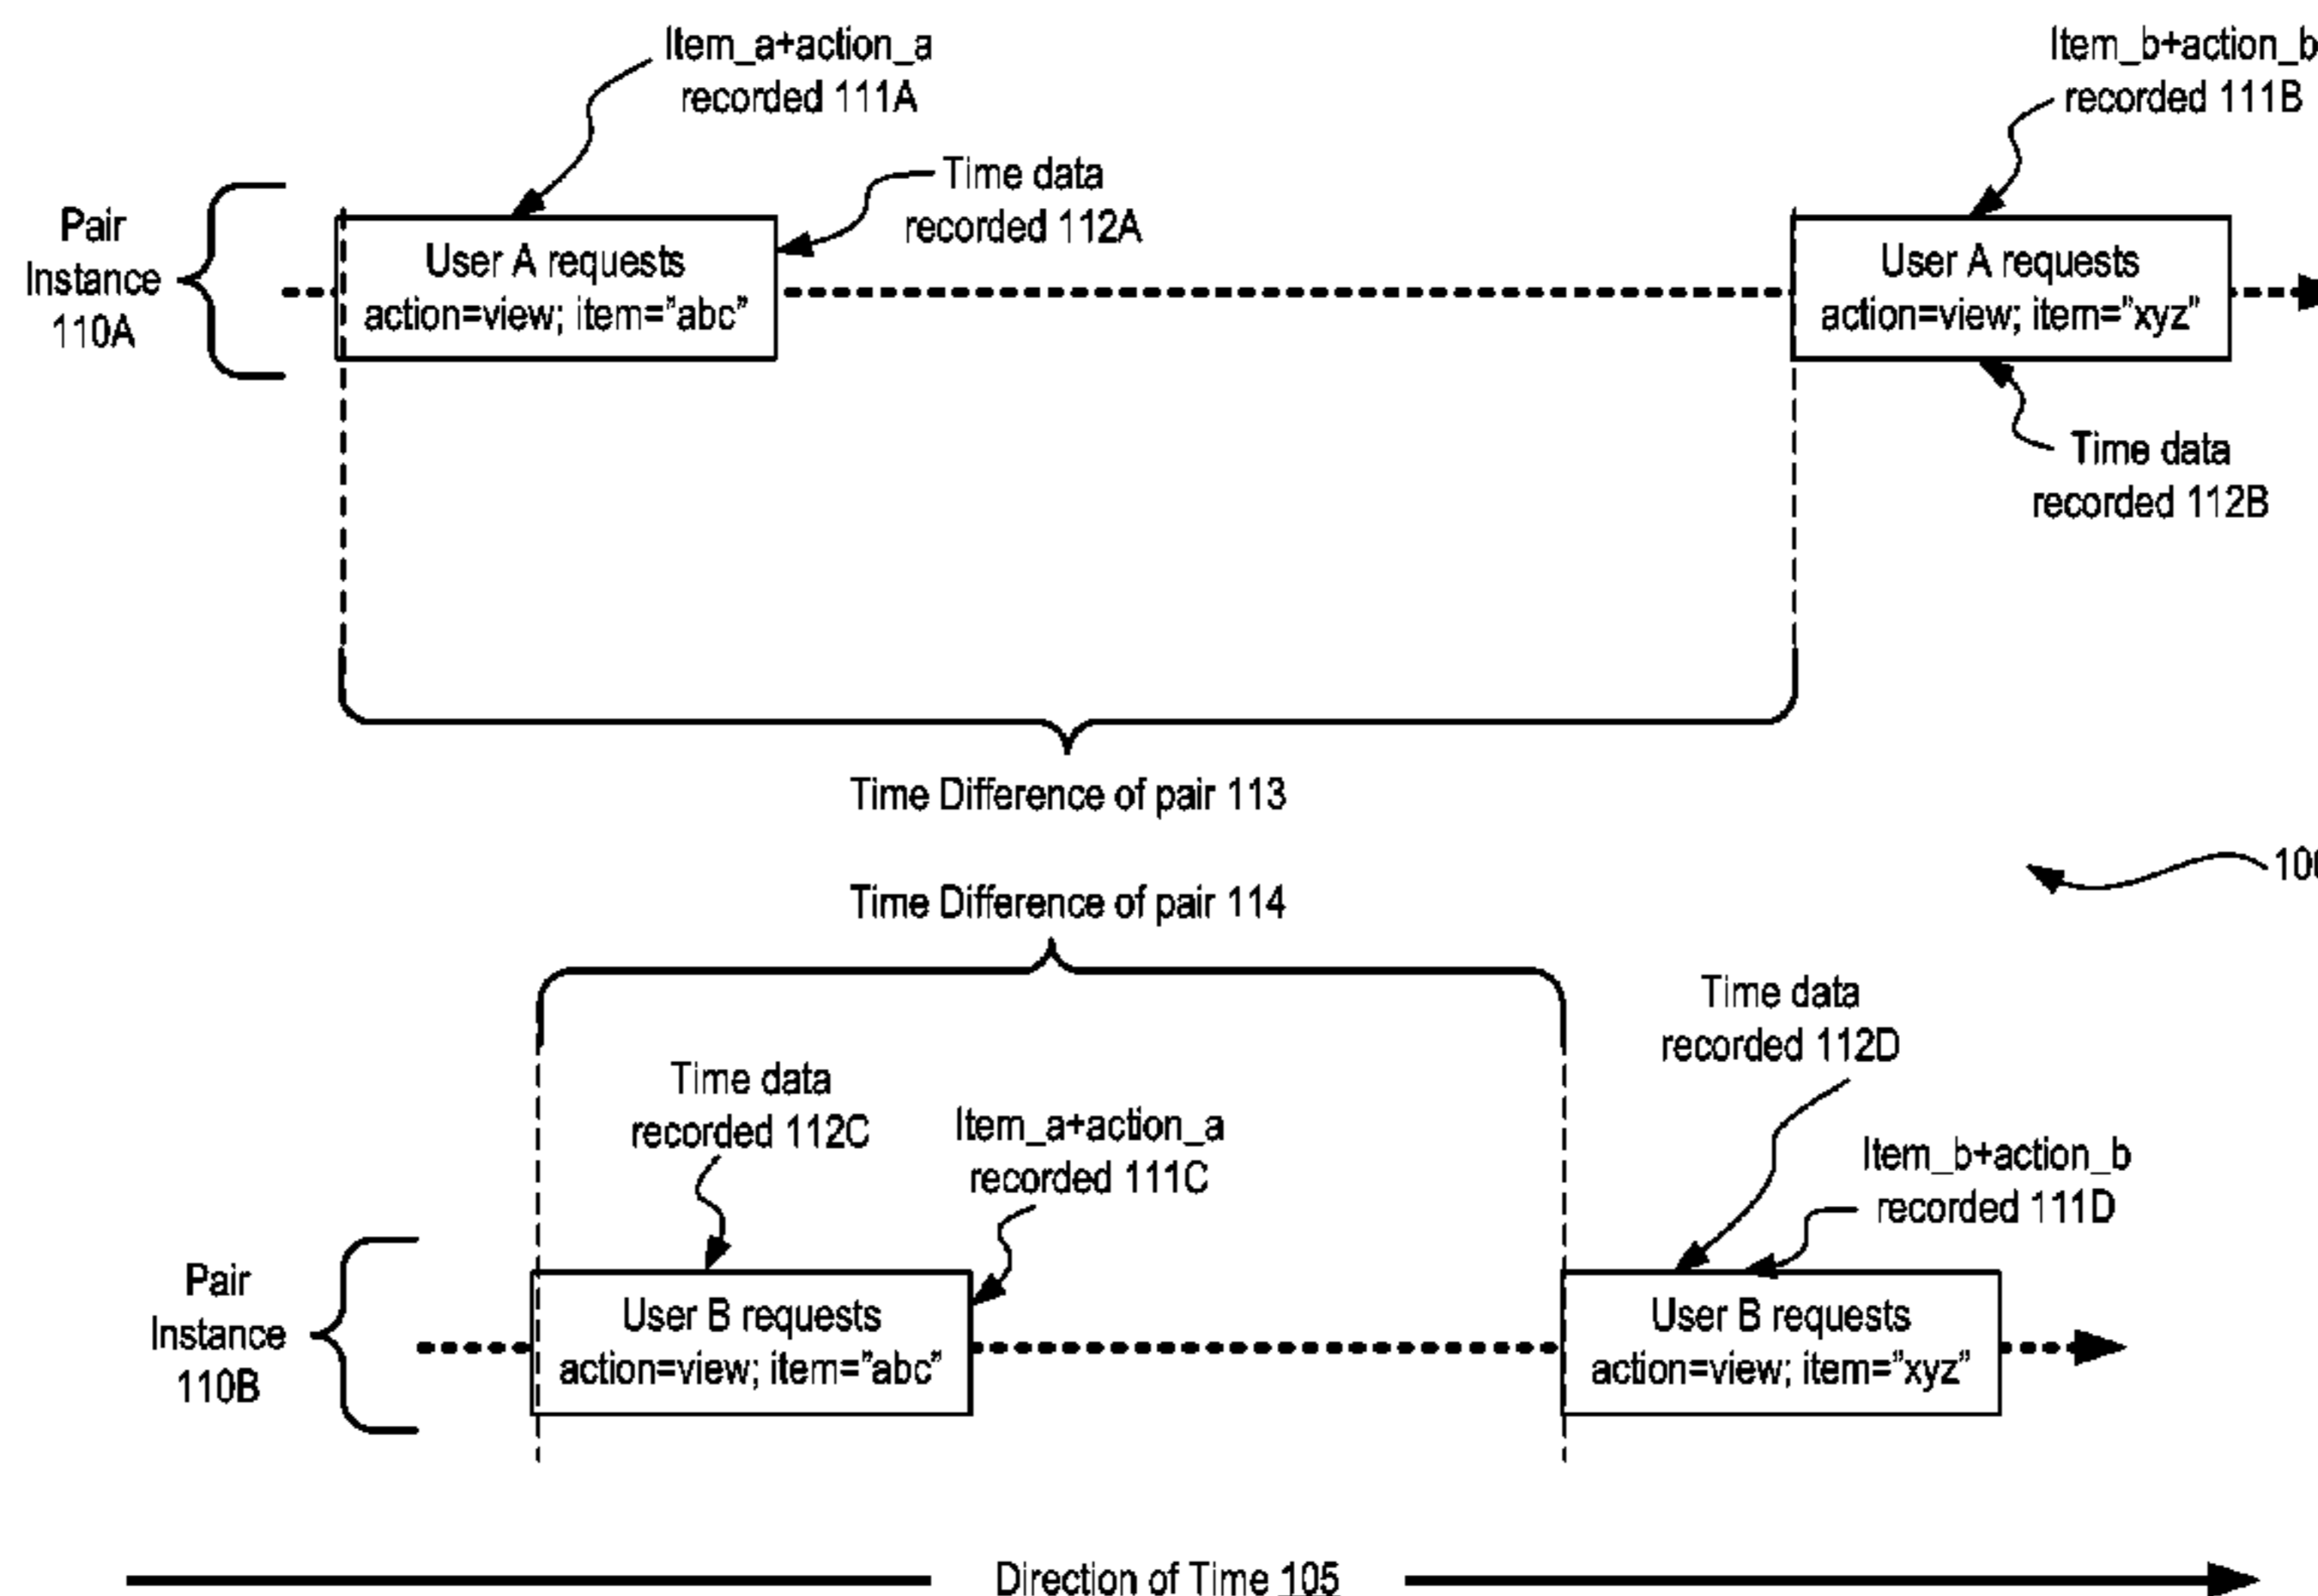 Item_a+action_a
recorded 111A
Item_b+action_b
recorded 111B
Time data
recorded 112A
Pair
Instance
110A
User A requests
action=view; item=”abc”
User A requests
action=view; item=”xyz”
Time data
recorded 112B
Time Difference of pair 113
Time Difference of pair 114
Time data
recorded 112D
Time data
recorded 112C
Item_a+action_a
recorded 111C
Item_b+action_b
recorded 111D
Pair
Instance
110B
User B requests
action=view; item=”abc”
User B requests
action=view; item=”xyz”
Direction of Time 105